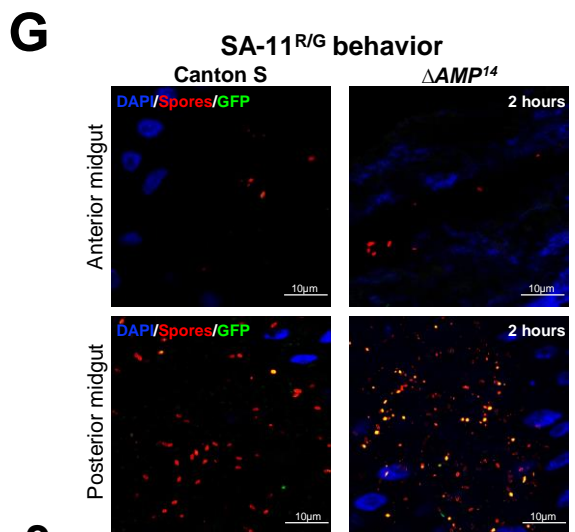 G
SA-11R/G behavior
Canton S
ΔAMP14
Anterior midgut
DAPI/Spores/GFP
10µm
2 hours
10µm
Posterior midgut
DAPI/Spores/GFP
10µm
2 hours
10µm